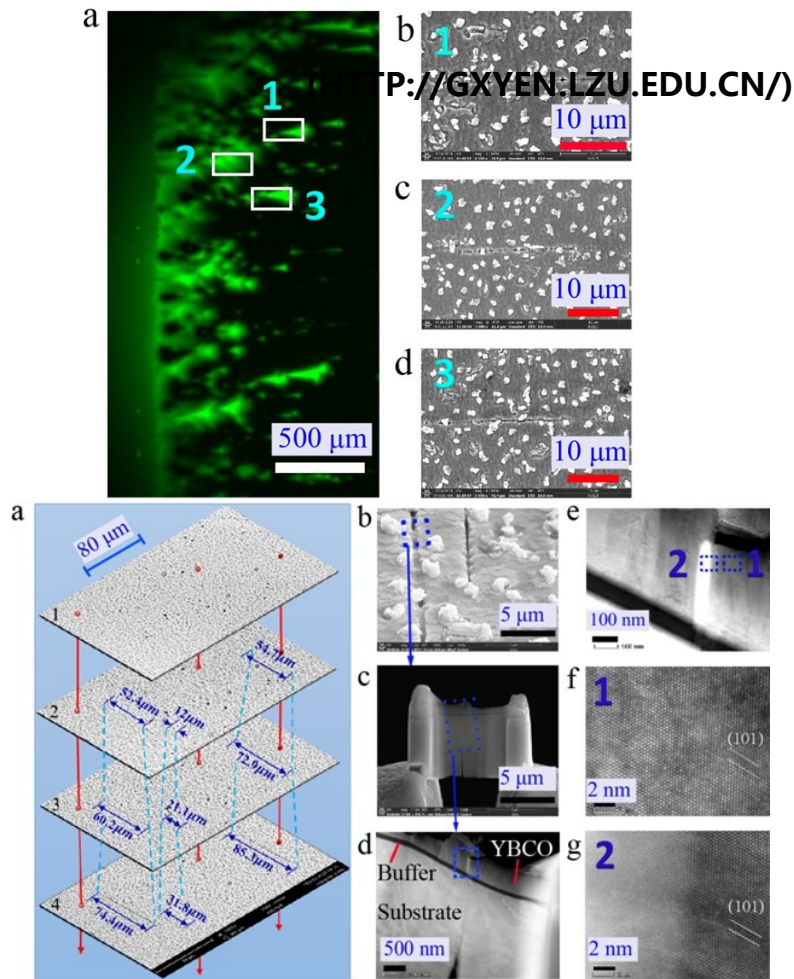 a
1
2
3
500 μm
b
1
(HTTP://GXYEN.LZU.EDU.CN/)
10 μm
c
2
10 μm
d
3
10 μm
a
80 μm
1
54.7μm
52.4μm
12μm
2
72.9μm
21.1μm
60.2μm
3
85.3μm
31.8μm
74.4μm
4
b
5 μm
c
5 μm
d
YBCO
Buffer
Substrate
500 nm
e
2 1
100 nm
f
1
(101)
2 nm
g
2
(101)
2 nm